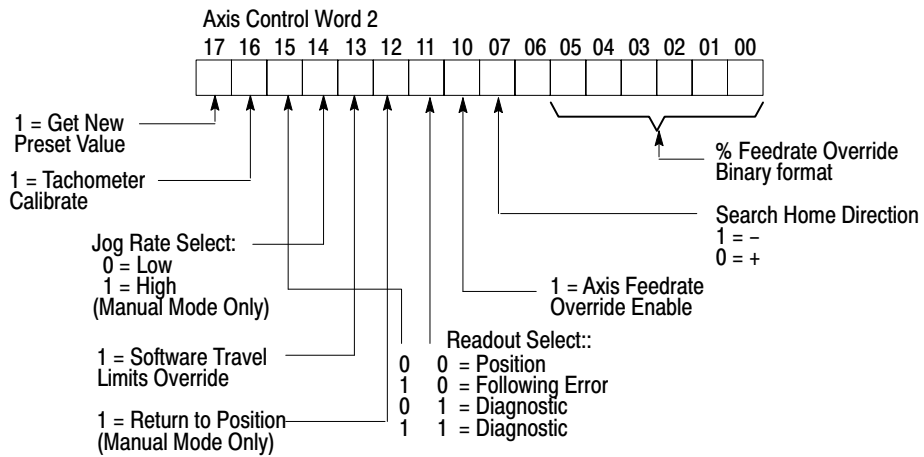 Axis Control Word 2
17 16 15 14 13 12 11 10 07 06 05 04 03 02 01 00
1 = Get New
Preset Value
1 = Tachometer
Calibrate
Jog Rate Select:
0 = Low
1 = High
(Manual Mode Only)
1 = Software Travel
Limits Override
1 = Return to Position
(Manual Mode Only)
% Feedrate Override
Binary format
Search Home Direction
1 = –
0 = +
1 = Axis Feedrate
Override Enable
Readout Select::
0 0 = Position
1 0 = Following Error
0 1 = Diagnostic
1 1 = Diagnostic